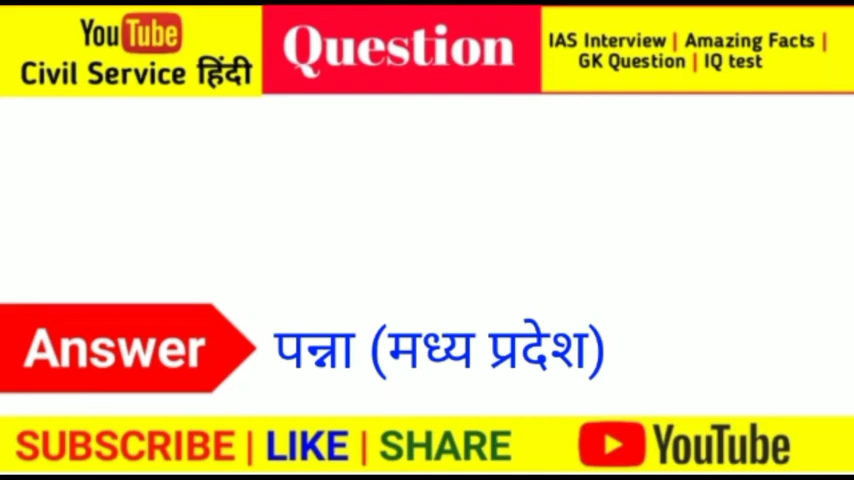 YouTube
Civil Service हिंदी
Question
IAS Interview | Amazing Facts |
GK Question | IQ test
Answer
पन्ना (मध्य प्रदेश)
SUBSCRIBE | LIKE | SHARE
YouTube